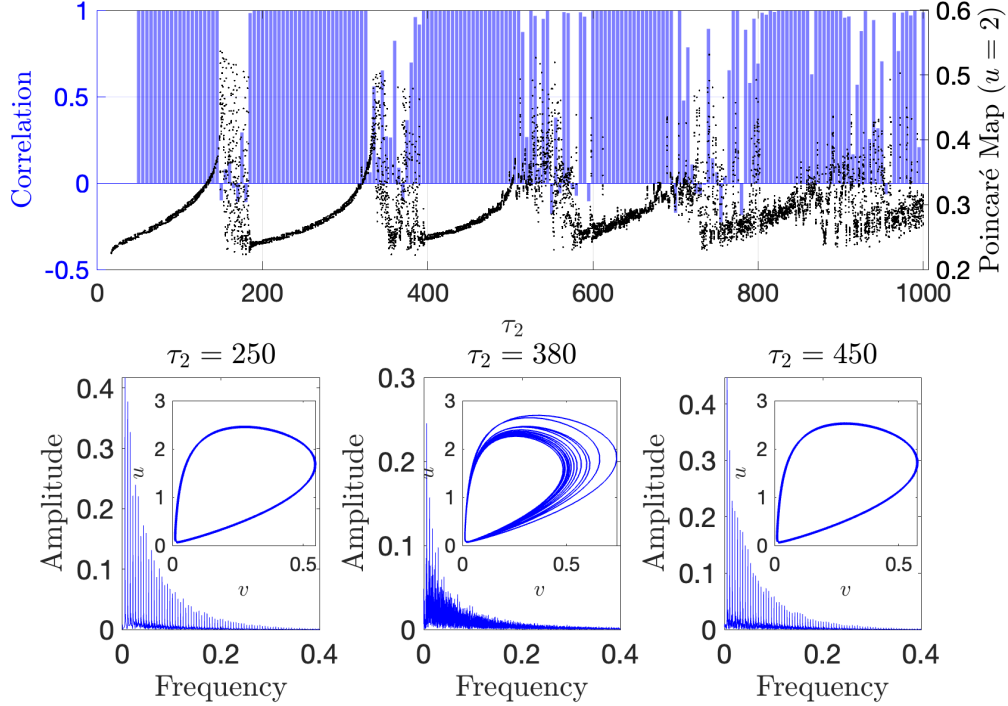 1
0.5
0
-0.5
Correlation
0.6
0.5
0.4
0.3
0.2
Poincaré Map (u = 2)
0 200 400 600 800 1000
τ₂
τ₂ = 250
0.4
0.3
0.2
0.1
0
Amplitude
3
2
1
0
u
0 0.5
v
0 0.2 0.4
Frequency
τ₂ = 380
0.3
0.2
0.1
0
Amplitude
3
2
1
0
u
0 0.5
v
0 0.2 0.4
Frequency
τ₂ = 450
0.4
0.3
0.2
0.1
0
Amplitude
3
2
1
0
u
0 0.5
v
0 0.2 0.4
Frequency